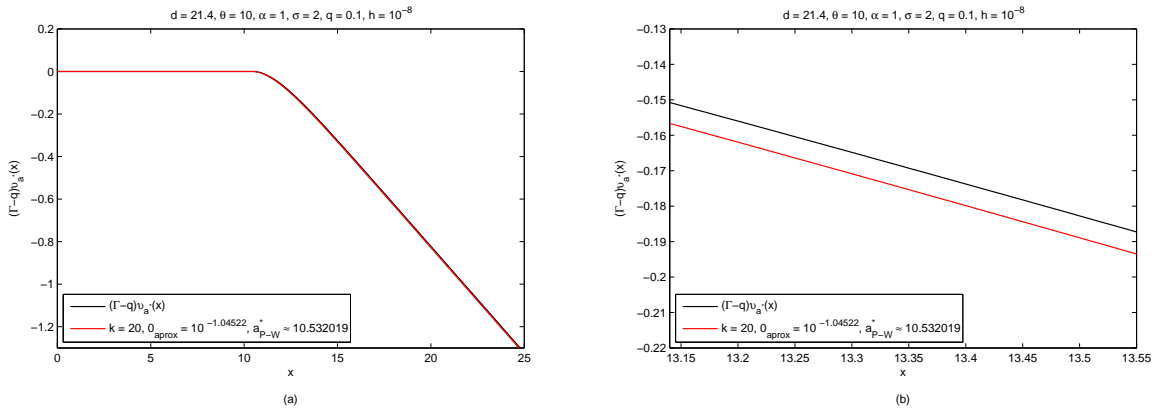 d = 21.4, θ = 10, α = 1, σ = 2, q = 0.1, h = 10⁻⁸
0.2
0
−0.2
−0.4
−0.6
−0.8
−1
−1.2
(Γ−q)υₐ*(x)
(Γ−q)υₐ*(x)
k = 20, 0_aprox = 10^−1.04522, a*_P−W ≈ 10.532019
0 5 10 15 20 25
x
(a)
d = 21.4, θ = 10, α = 1, σ = 2, q = 0.1, h = 10⁻⁸
−0.13
−0.14
−0.15
−0.16
−0.17
−0.18
−0.19
−0.2
−0.21
−0.22
(Γ−q)υₐ*(x)
(Γ−q)υₐ*(x)
k = 20, 0_aprox = 10^−1.04522, a*_P−W ≈ 10.532019
13.15 13.2 13.25 13.3 13.35 13.4 13.45 13.5 13.55
x
(b)